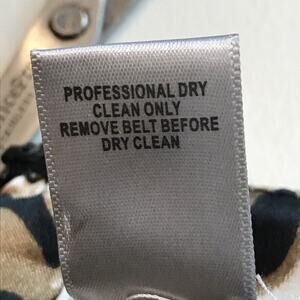 PROFESSIONAL DRY
CLEAN ONLY
REMOVE BELT BEFORE
DRY CLEAN